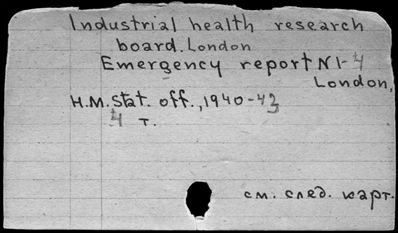 Industrial health research
board. London
Emergency report N1-4
London,
H.M. Stat. off., 1940-43
4 т.
см. след. карт.